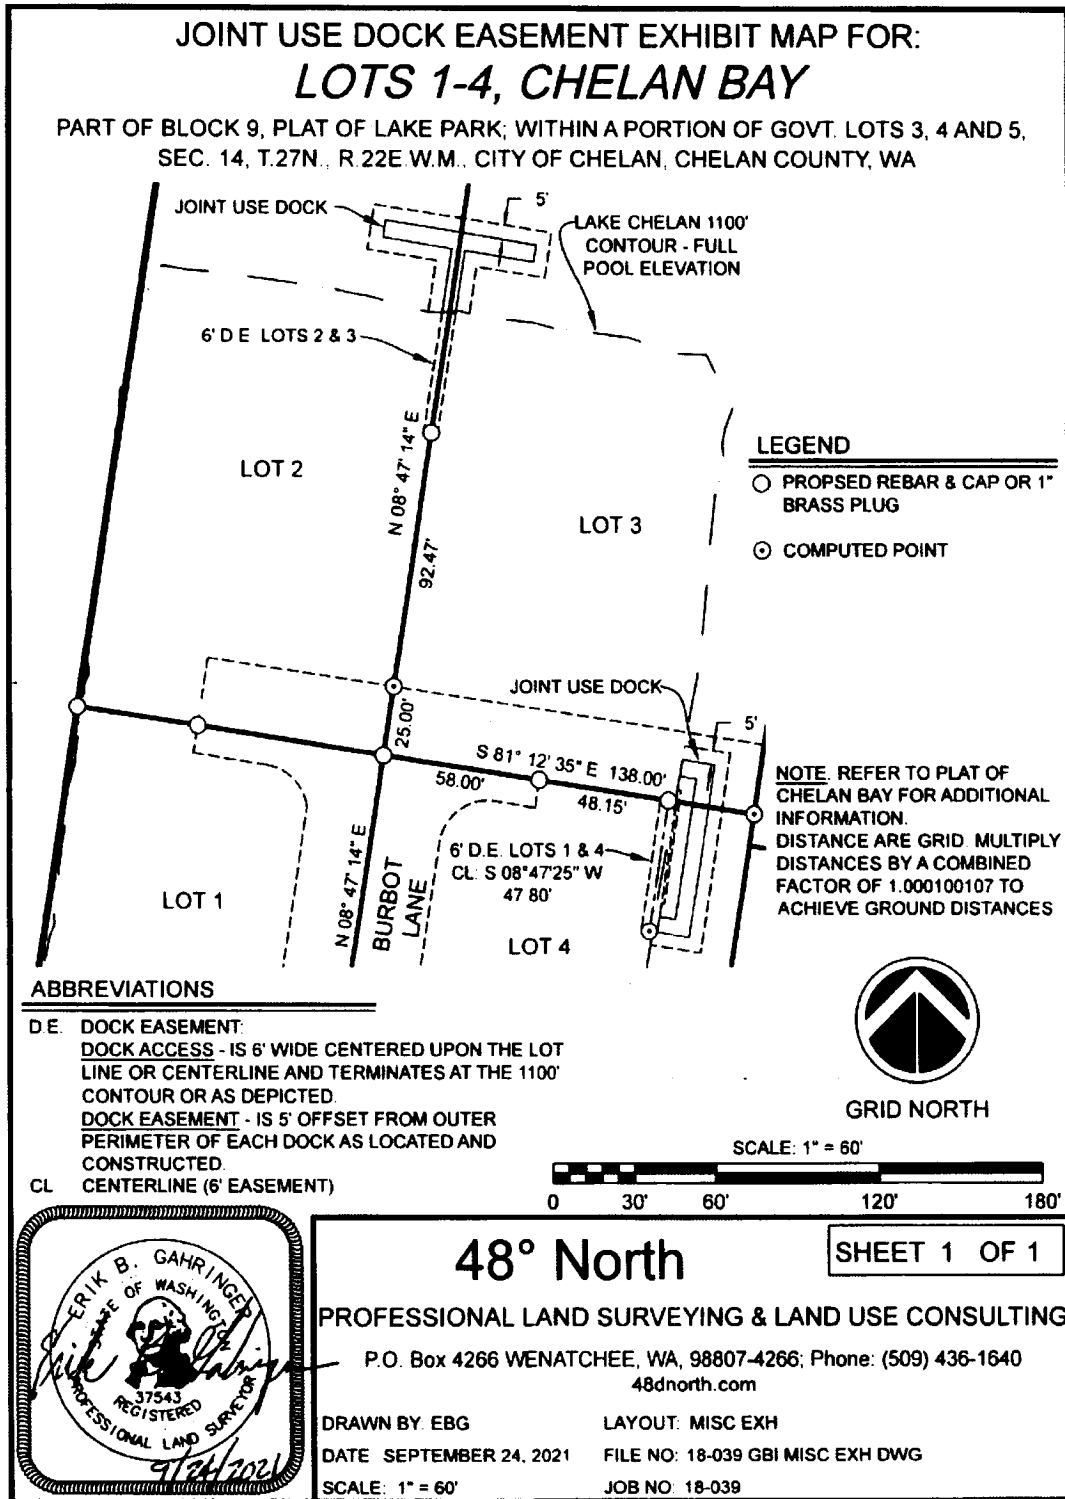 JOINT USE DOCK EASEMENT EXHIBIT MAP FOR:
LOTS 1-4, CHELAN BAY
PART OF BLOCK 9, PLAT OF LAKE PARK; WITHIN A PORTION OF GOVT. LOTS 3, 4 AND 5,
SEC. 14, T.27N., R.22E.W.M., CITY OF CHELAN, CHELAN COUNTY, WA
JOINT USE DOCK
5'
LAKE CHELAN 1100'
CONTOUR - FULL
POOL ELEVATION
6' D E LOTS 2 & 3
N 08° 47' 14" E
92.47'
LOT 2
LOT 3
LEGEND
PROPSED REBAR & CAP OR 1"
BRASS PLUG
COMPUTED POINT
JOINT USE DOCK
5'
25.00'
S 81° 12' 35" E 138.00'
58.00'
48.15'
NOTE: REFER TO PLAT OF
CHELAN BAY FOR ADDITIONAL
INFORMATION.
DISTANCE ARE GRID. MULTIPLY
DISTANCES BY A COMBINED
FACTOR OF 1.000100107 TO
ACHIEVE GROUND DISTANCES
6' D.E. LOTS 1 & 4
CL: S 08°47'25" W
47 80'
N 08° 47' 14" E
BURBOT
LANE
LOT 1
LOT 4
ABBREVIATIONS
D.E. DOCK EASEMENT:
DOCK ACCESS - IS 6' WIDE CENTERED UPON THE LOT
LINE OR CENTERLINE AND TERMINATES AT THE 1100'
CONTOUR OR AS DEPICTED.
DOCK EASEMENT - IS 5' OFFSET FROM OUTER
PERIMETER OF EACH DOCK AS LOCATED AND
CONSTRUCTED.
CL CENTERLINE (6' EASEMENT)
GRID NORTH
SCALE: 1" = 60'
0 30' 60' 120' 180'
ERIK B. GAHRINGER
STATE OF WASHINGTON
37543
REGISTERED
PROFESSIONAL LAND SURVEYOR
9/24/2021
48° North
SHEET 1 OF 1
PROFESSIONAL LAND SURVEYING & LAND USE CONSULTING
P.O. Box 4266 WENATCHEE, WA, 98807-4266; Phone: (509) 436-1640
48dnorth.com
DRAWN BY: EBG
LAYOUT: MISC EXH
DATE SEPTEMBER 24, 2021
FILE NO: 18-039 GBI MISC EXH DWG
SCALE: 1" = 60'
JOB NO: 18-039